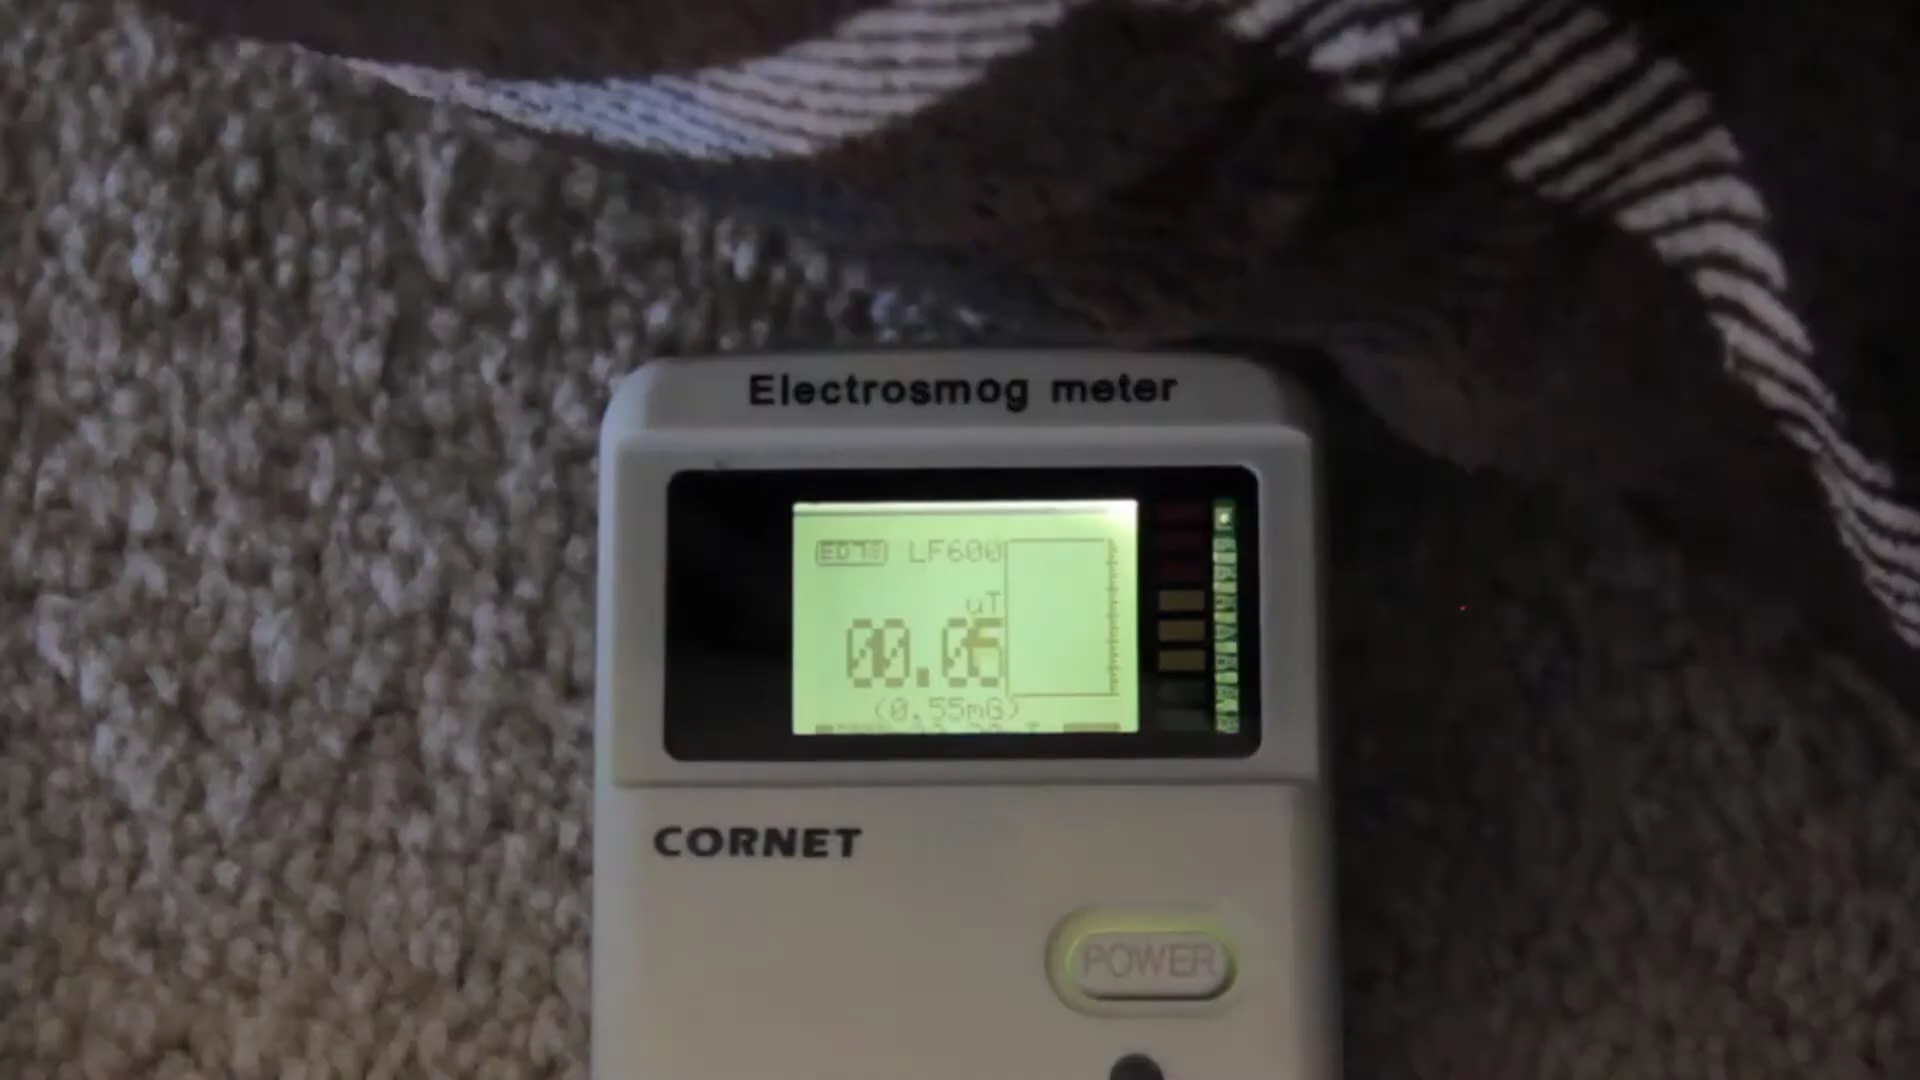 Electrosmog meter
ED78 LF600
uT
00.05
(0.55mG)
CORNET
POWER